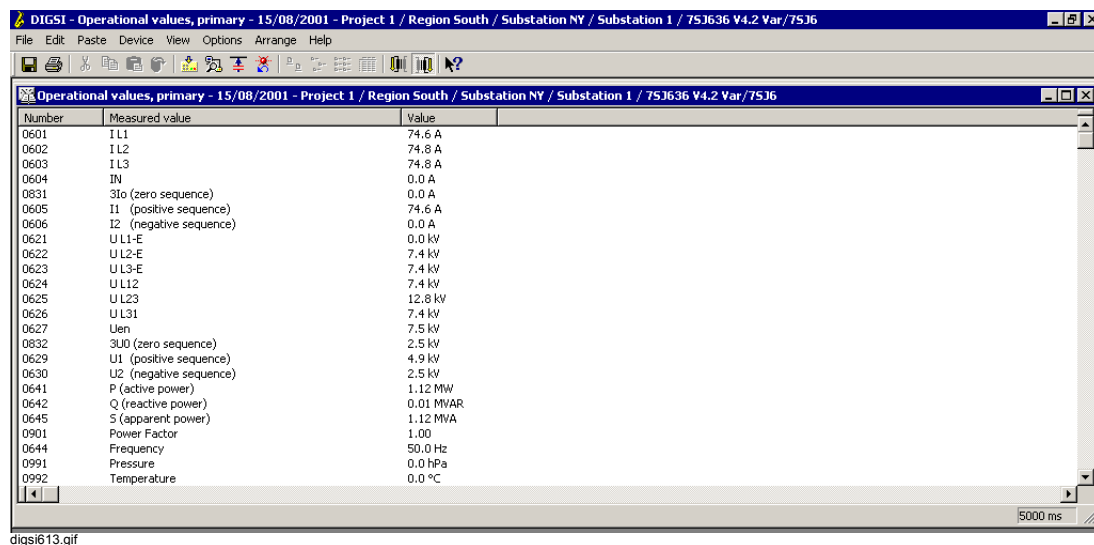 DIGSI - Operational values, primary - 15/08/2001 - Project 1 / Region South / Substation NY / Substation 1 / 7SJ636 V4.2 Var/7SJ6
File Edit Paste Device View Options Arrange Help
Operational values, primary - 15/08/2001 - Project 1 / Region South / Substation NY / Substation 1 / 7SJ636 V4.2 Var/7SJ6
Number Measured value Value
0601 I L1 74.6 A
0602 I L2 74.8 A
0603 I L3 74.8 A
0604 IN 0.0 A
0831 3Io (zero sequence) 0.0 A
0605 I1 (positive sequence) 74.6 A
0606 I2 (negative sequence) 0.0 A
0621 U L1-E 0.0 kV
0622 U L2-E 7.4 kV
0623 U L3-E 7.4 kV
0624 U L12 7.4 kV
0625 U L23 12.8 kV
0626 U L31 7.4 kV
0627 Uen 7.5 kV
0832 3U0 (zero sequence) 2.5 kV
0629 U1 (positive sequence) 4.9 kV
0630 U2 (negative sequence) 2.5 kV
0641 P (active power) 1.12 MW
0642 Q (reactive power) 0.01 MVAR
0645 S (apparent power) 1.12 MVA
0901 Power Factor 1.00
0644 Frequency 50.0 Hz
0991 Pressure 0.0 hPa
0992 Temperature 0.0 °C
5000 ms
digsi613.gif